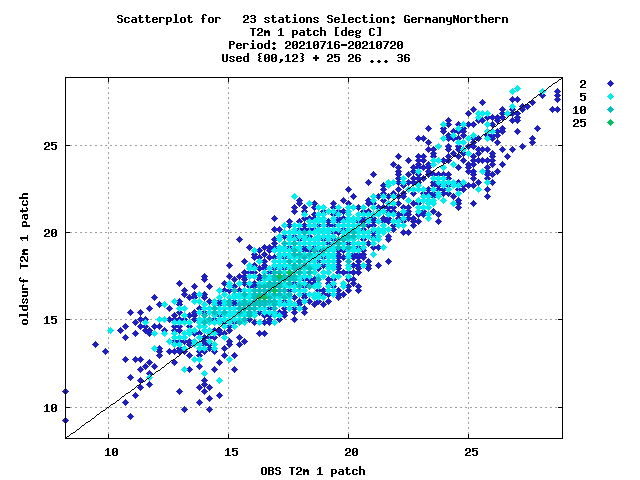 Scatterplot for 23 stations Selection: GermanyNorthern
T2m 1 patch [deg C]
Period: 20210716-20210720
Used {00,12} + 25 26 ... 36
2
5
10
25
25
20
15
10
oldsurf T2m 1 patch
10 15 20 25
OBS T2m 1 patch